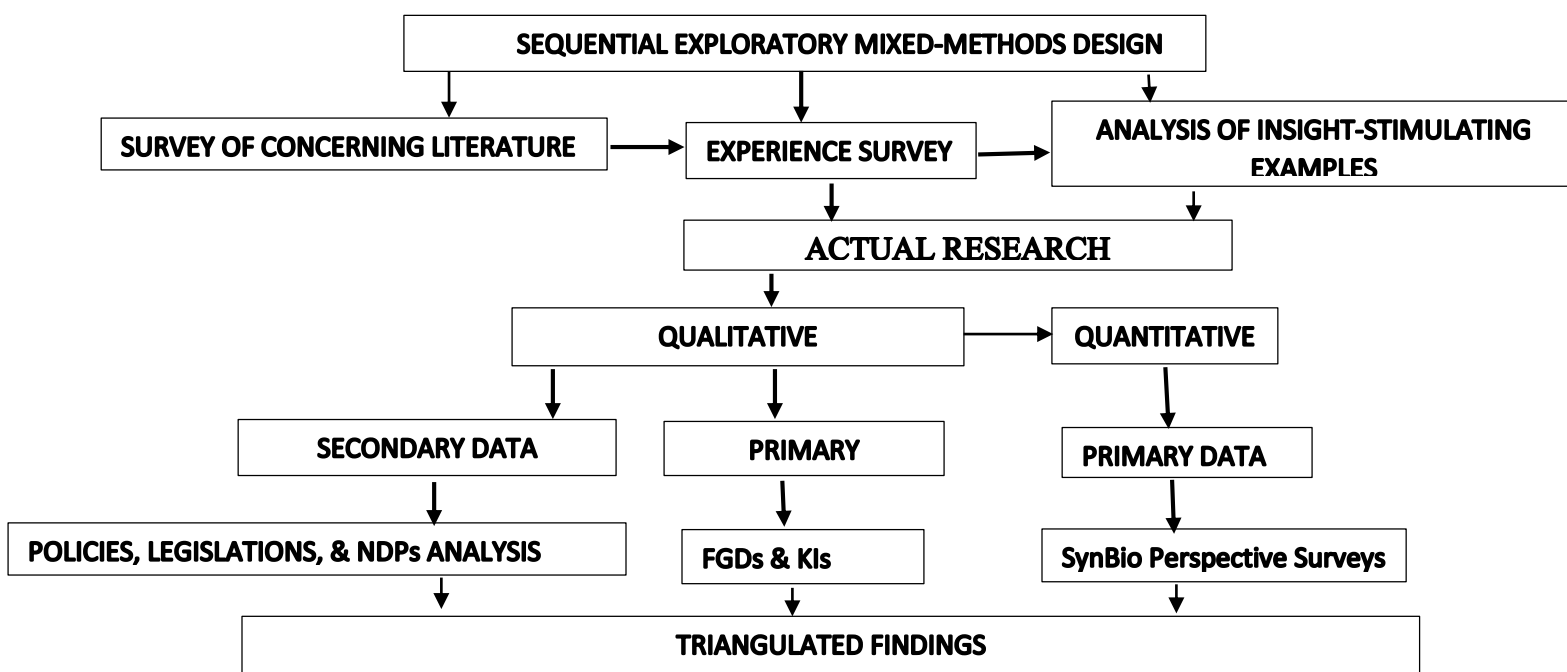 SEQUENTIAL EXPLORATORY MIXED-METHODS DESIGN
SURVEY OF CONCERNING LITERATURE
EXPERIENCE SURVEY
ANALYSIS OF INSIGHT-STIMULATING
EXAMPLES
ACTUAL RESEARCH
QUALITATIVE
QUANTITATIVE
SECONDARY DATA
PRIMARY
PRIMARY DATA
POLICIES, LEGISLATIONS, & NDPs ANALYSIS
FGDs & KIs
SynBio Perspective Surveys
TRIANGULATED FINDINGS